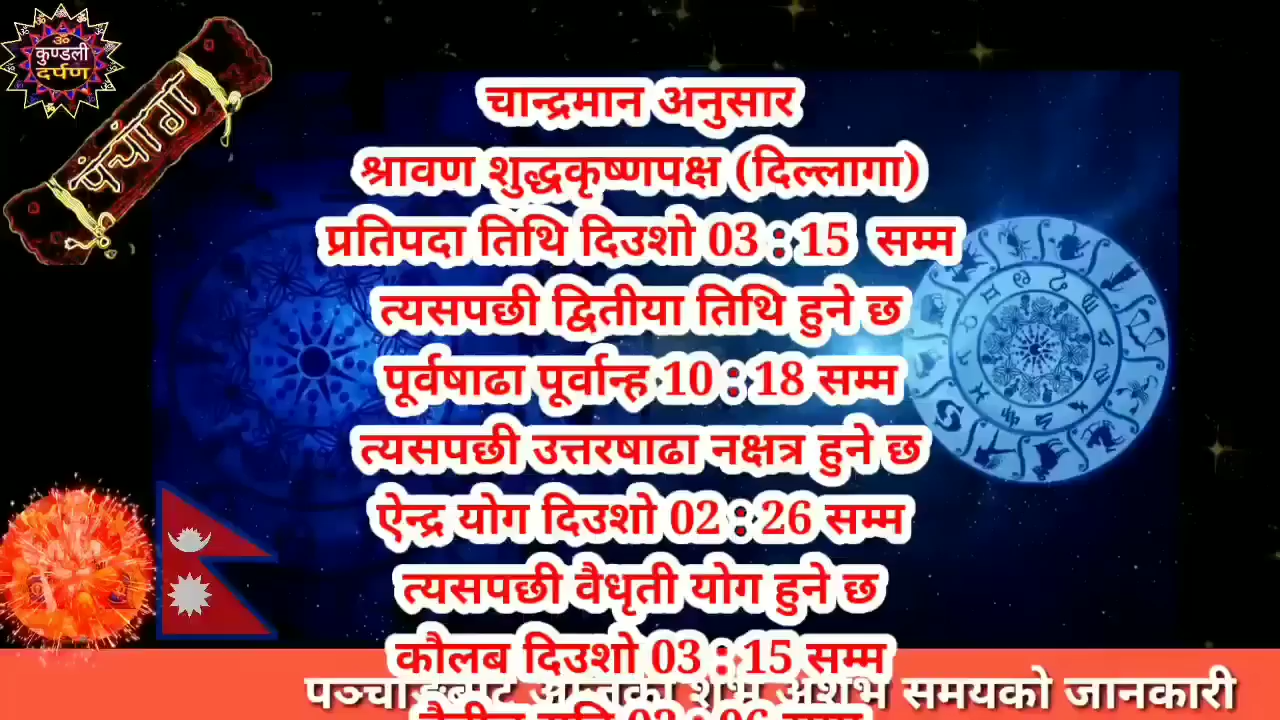 ॐ
कुण्डली
दर्पण
पंचांग
चान्द्रमान अनुसार
श्रावण शुद्धकृष्णपक्ष (दिल्लागा)
प्रतिपदा तिथि दिउशो 03 : 15 सम्म
त्यसपछी द्वितीया तिथि हुने छ
पूर्वषाढा पूर्वान्ह 10 : 18 सम्म
त्यसपछी उत्तरषाढा नक्षत्र हुने छ
ऐन्द्र योग दिउशो 02 : 26 सम्म
त्यसपछी वैधृती योग हुने छ
कौलब दिउशो 03 : 15 सम्म
शुभ अशुभ समयको जानकारी